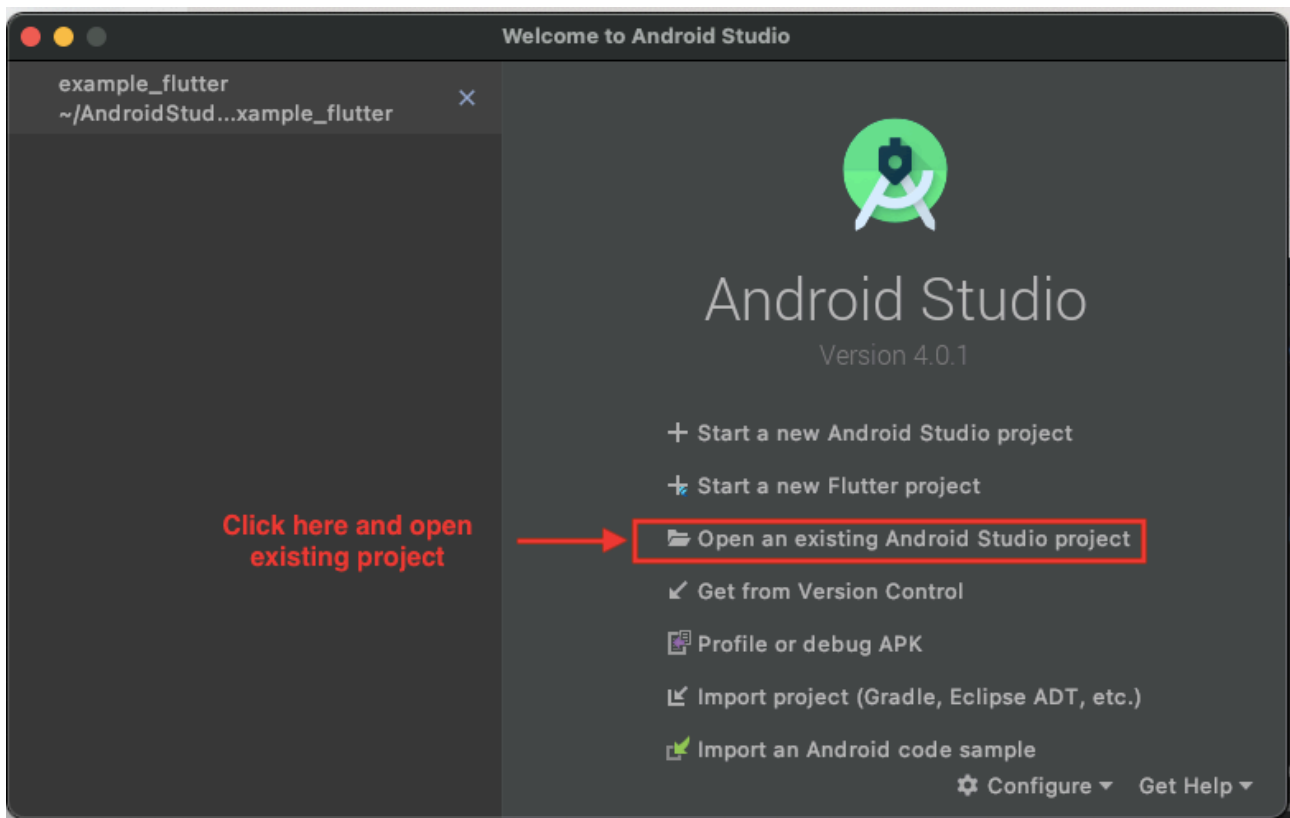 Welcome to Android Studio
example_flutter
~/AndroidStud...xample_flutter
Android Studio
Version 4.0.1
Start a new Android Studio project
Start a new Flutter project
Click here and open
existing project
Open an existing Android Studio project
Get from Version Control
Profile or debug APK
Import project (Gradle, Eclipse ADT, etc.)
Import an Android code sample
Configure
Get Help